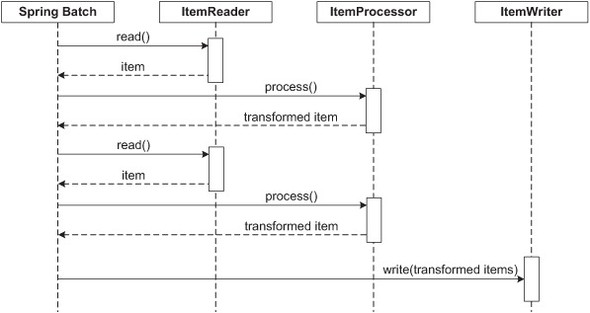 Spring Batch
ItemReader
ItemProcessor
ItemWriter
read()
item
process()
transformed item
read()
item
process()
transformed item
write(transformed items)